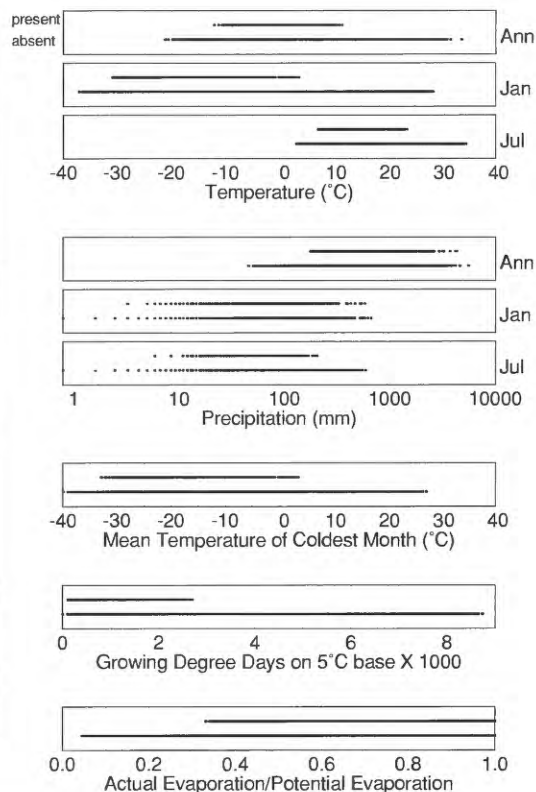 present
absent
Ann
Jan
Jul
-40 -30 -20 -10 0 10 20 30 40
Temperature (˚C)
Ann
Jan
Jul
1 10 100 1000 10000
Precipitation (mm)
-40 -30 -20 -10 0 10 20 30 40
Mean Temperature of Coldest Month (˚C)
0 2 4 6 8
Growing Degree Days on 5˚C base X 1000
0.0 0.2 0.4 0.6 0.8 1.0
Actual Evaporation/Potential Evaporation